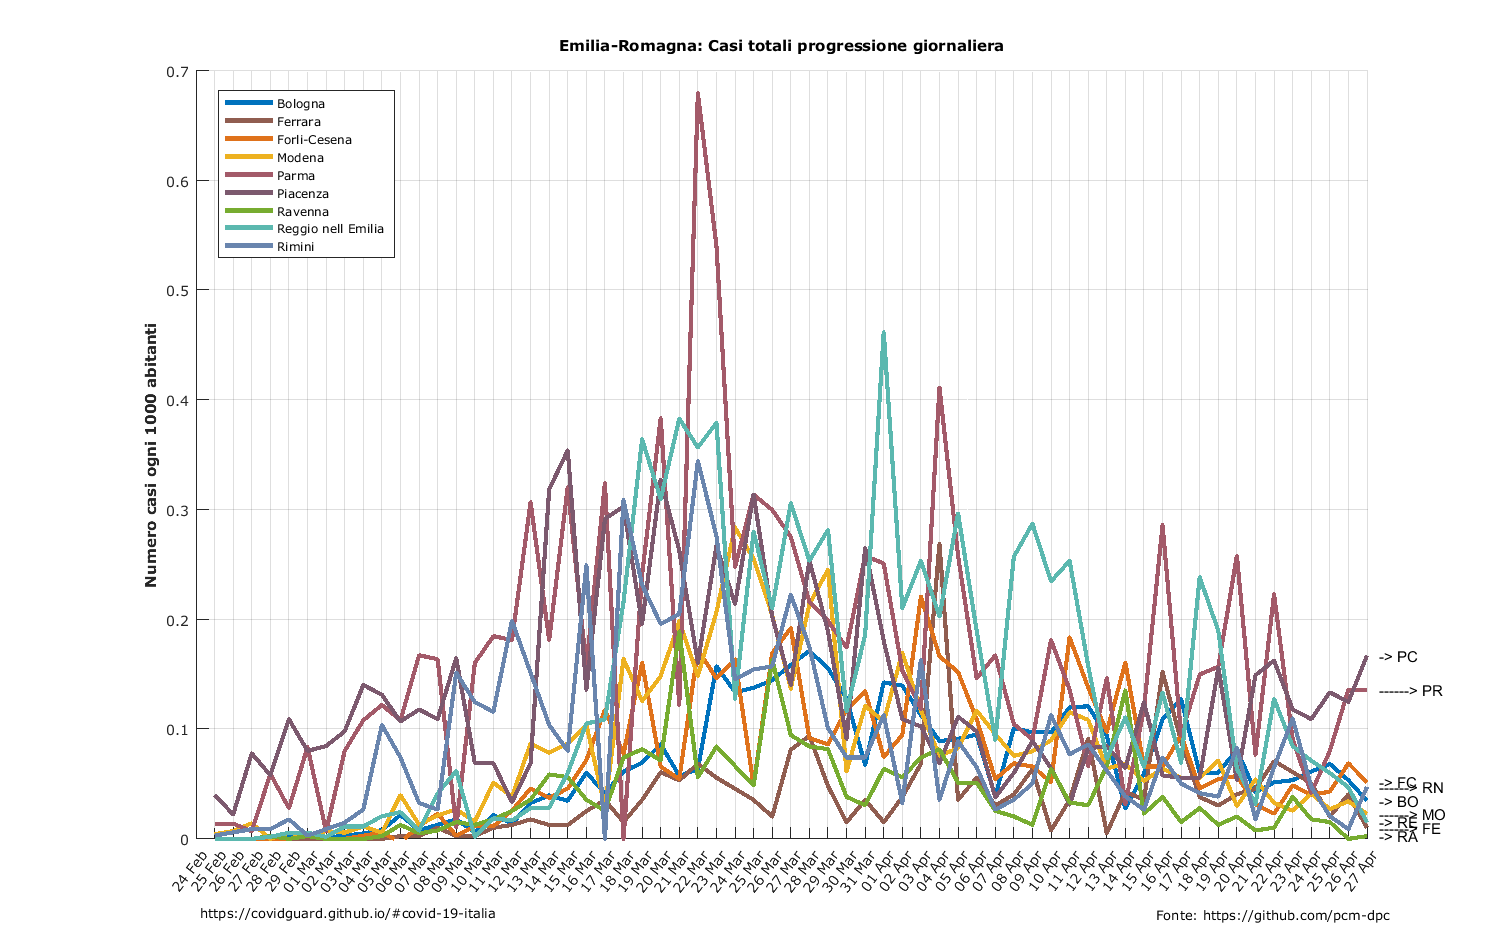 Emilia-Romagna: Casi totali progressione giornaliera
0.7
0.6
0.5
0.4
0.3
0.2
0.1
0
Numero casi ogni 1000 abitanti
Bologna
Ferrara
Forli-Cesena
Modena
Parma
Piacenza
Ravenna
Reggio nell Emilia
Rimini
-> PC
------> PR
-> FC
------> RN
-> BO
------> MO
-> RE
------> FE
-> RA
24 Feb
25 Feb
26 Feb
27 Feb
28 Feb
29 Feb
01 Mar
02 Mar
03 Mar
04 Mar
05 Mar
06 Mar
07 Mar
08 Mar
09 Mar
10 Mar
11 Mar
12 Mar
13 Mar
14 Mar
15 Mar
16 Mar
17 Mar
18 Mar
19 Mar
20 Mar
21 Mar
22 Mar
23 Mar
24 Mar
25 Mar
26 Mar
27 Mar
28 Mar
29 Mar
30 Mar
31 Mar
01 Apr
02 Apr
03 Apr
04 Apr
05 Apr
06 Apr
07 Apr
08 Apr
09 Apr
10 Apr
11 Apr
12 Apr
13 Apr
14 Apr
15 Apr
16 Apr
17 Apr
18 Apr
19 Apr
20 Apr
21 Apr
22 Apr
23 Apr
24 Apr
25 Apr
26 Apr
27 Apr
https://covidguard.github.io/#covid-19-italia
Fonte: https://github.com/pcm-dpc